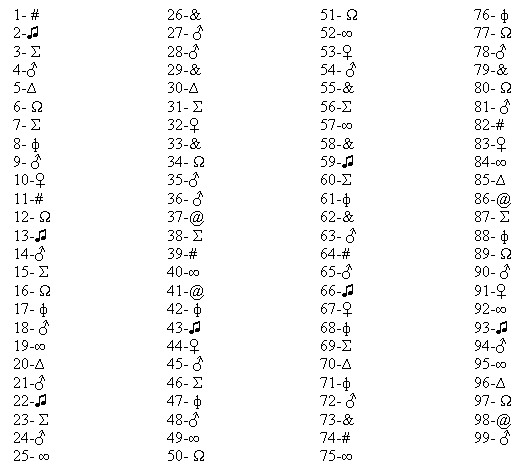 1- # 26-& 51- Ω 76- ϕ
2-♫ 27- ♂ 52-∞ 77- Ω
3- Σ 28-♂ 53-♀ 78-♂
4-♂ 29-& 54- ♂ 79-&
5-Δ 30-Δ 55-& 80- Ω
6- Ω 31- Σ 56-Σ 81- ♂
7- Σ 32-♀ 57-∞ 82-#
8- ϕ 33-& 58-& 83-♀
9- ♂ 34- Ω 59-♫ 84-∞
10-♀ 35-♂ 60-Σ 85-Δ
11-# 36- ♂ 61-ϕ 86-@
12- Ω 37-@ 62-& 87- Σ
13-♫ 38- Σ 63- ♂ 88- ϕ
14-♂ 39-# 64-# 89- Ω
15- Σ 40-∞ 65-♂ 90- ♂
16- Ω 41-@ 66-♫ 91-♀
17- ϕ 42- ϕ 67-♀ 92-∞
18- ♂ 43-♫ 68-ϕ 93-♫
19-∞ 44-♀ 69-Σ 94-♂
20-Δ 45- ♂ 70-Δ 95-∞
21-♂ 46- Σ 71-ϕ 96-Δ
22-♫ 47- ϕ 72- ♂ 97- Ω
23- Σ 48-♂ 73-& 98-@
24-♂ 49-∞ 74-# 99-♂
25- ∞ 50- Ω 75-∞